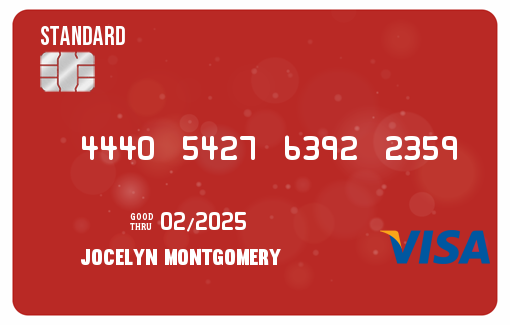 STANDARD
4440 5427 6392 2359
GOOD THRU 02/2025
JOCELYN MONTGOMERY
VISA